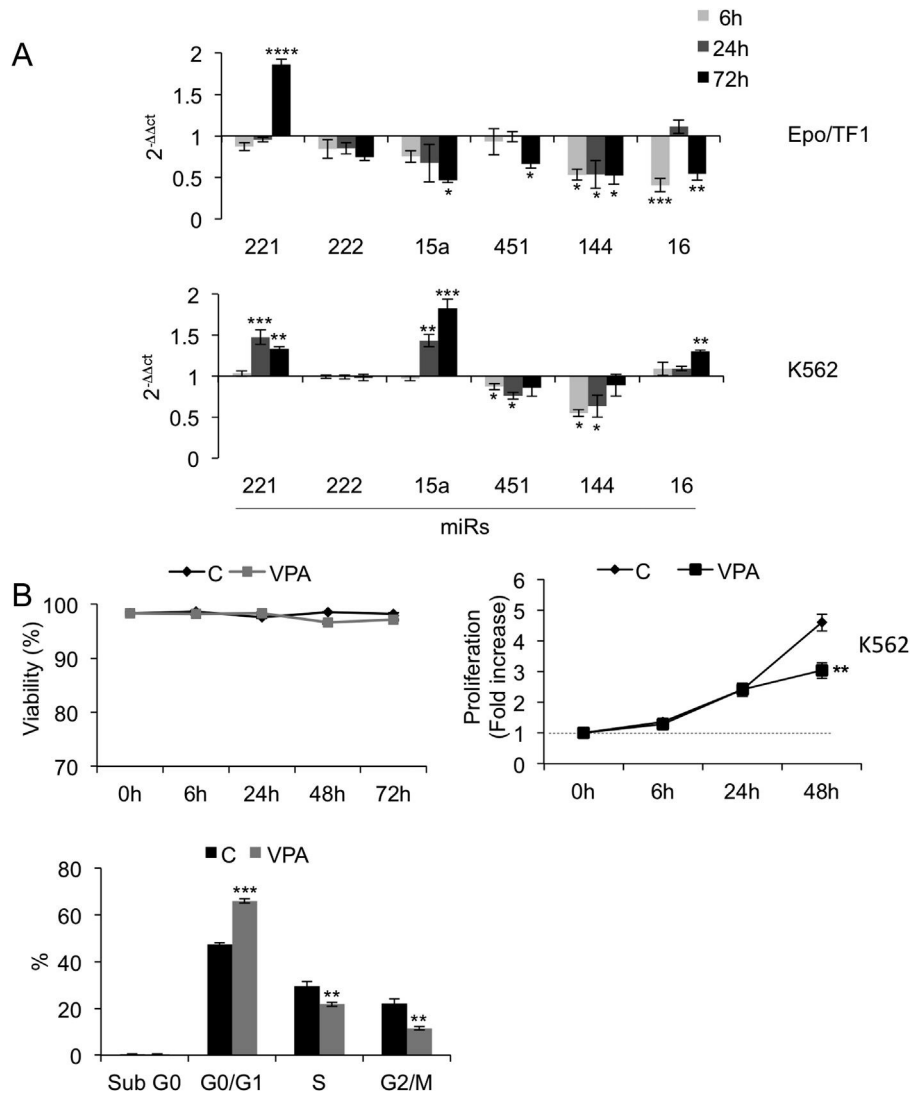 A
6h
24h
72h
2-ΔΔct
2
1.5
1
0.5
0
****
*
*
*
*
*
***
**
Epo/TF1
221 222 15a 451 144 16
2-ΔΔct
2
1.5
1
0.5
0
***
**
**
***
*
*
*
*
**
K562
221 222 15a 451 144 16
miRs
B
C VPA
Viability (%)
100
90
80
70
0h 6h 24h 48h 72h
C VPA
Proliferation
(Fold increase)
6
5
4
3
2
1
0
**
K562
0h 6h 24h 48h
C VPA
%
80
60
40
20
0
***
**
**
Sub G0 G0/G1 S G2/M